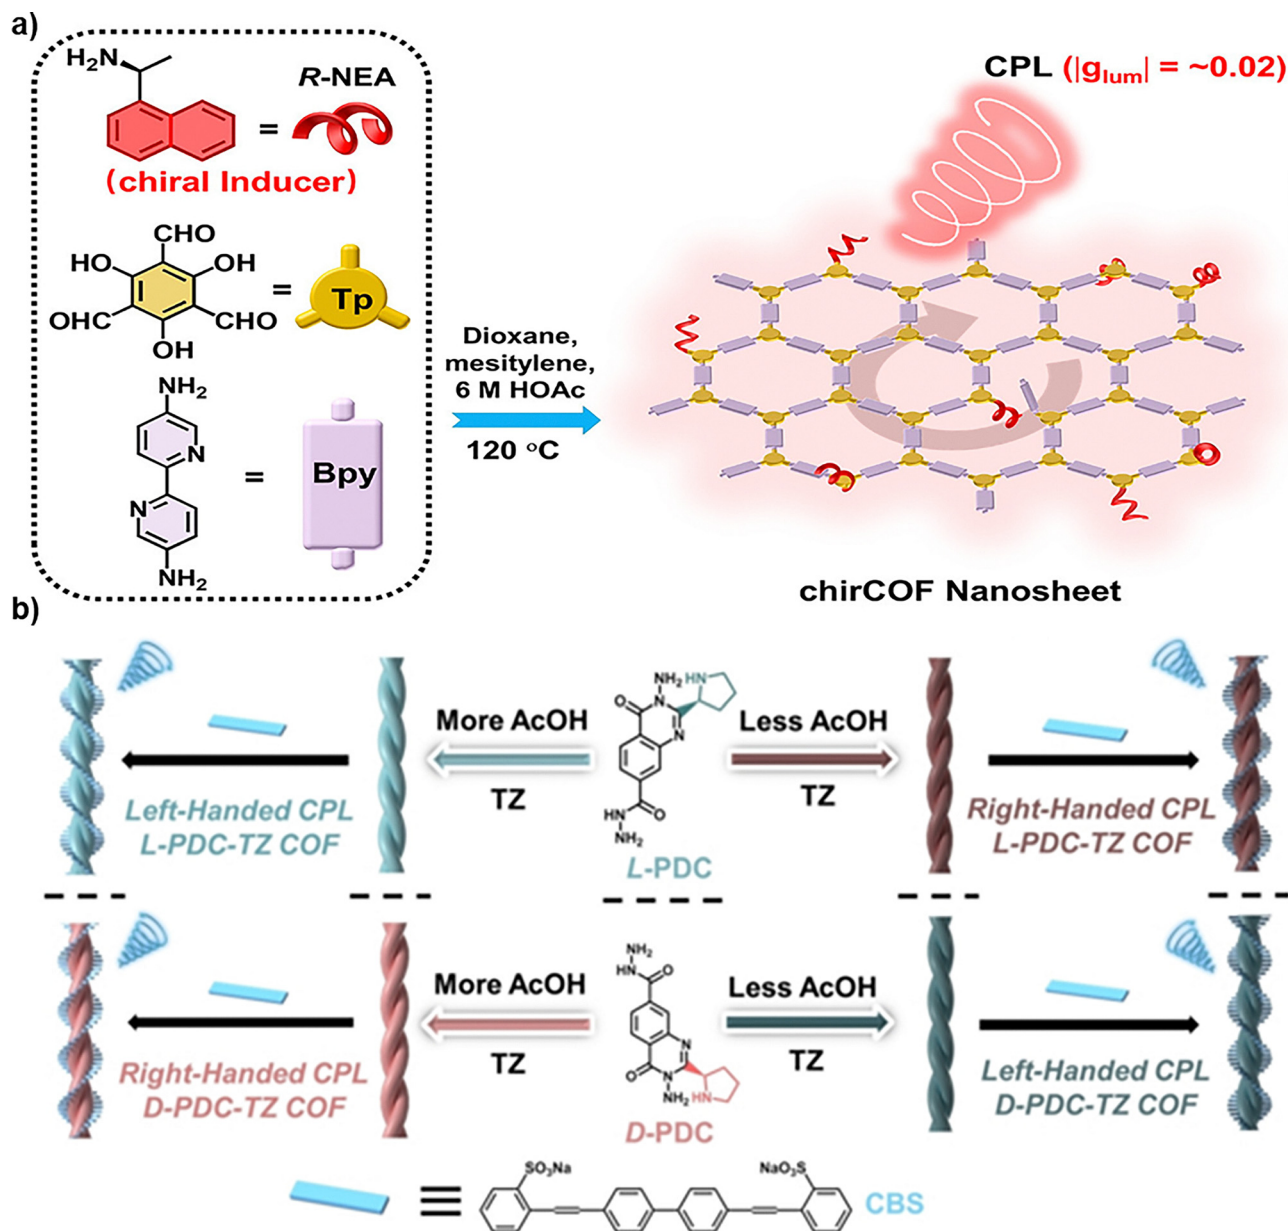 a)
H₂N
R-NEA
=
(chiral Inducer)
CHO
HO
OH
=
Tp
OHC
CHO
OH
NH₂
N
=
Bpy
N
NH₂
Dioxane,
mesitylene,
6 M HOAc
120 °C
CPL (|g_lum| = ~0.02)
chirCOF Nanosheet
b)
More AcOH
TZ
Left-Handed CPL
L-PDC-TZ COF
NH₂ HN
O
N
N
O
HN
NH₂
L-PDC
Less AcOH
TZ
Right-Handed CPL
L-PDC-TZ COF
More AcOH
TZ
Right-Handed CPL
D-PDC-TZ COF
NH₂
HN
O
N
O
N
NH₂ HN
D-PDC
Less AcOH
TZ
Left-Handed CPL
D-PDC-TZ COF
≡
SO₃Na
NaO₃S
CBS